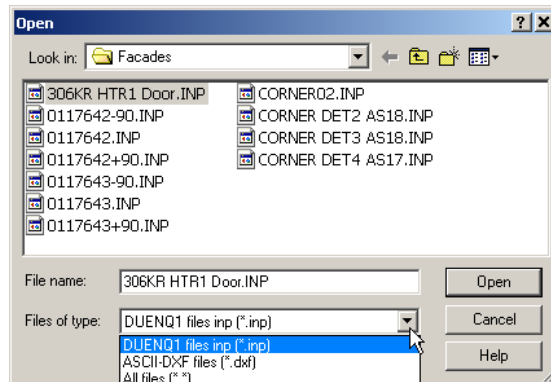 Open
Look in: Facades
306KR HTR1 Door.INP
0117642-90.INP
0117642.INP
0117642+90.INP
0117643-90.INP
0117643.INP
0117643+90.INP
CORNER02.INP
CORNER DET2 AS18.INP
CORNER DET3 AS18.INP
CORNER DET4 AS17.INP
File name: 306KR HTR1 Door.INP Open
Files of type: DUENQ1 files inp (*.inp) Cancel
DUENQ1 files inp (*.inp)
ASCII-DXF files (*.dxf) Help
All files (*.*)